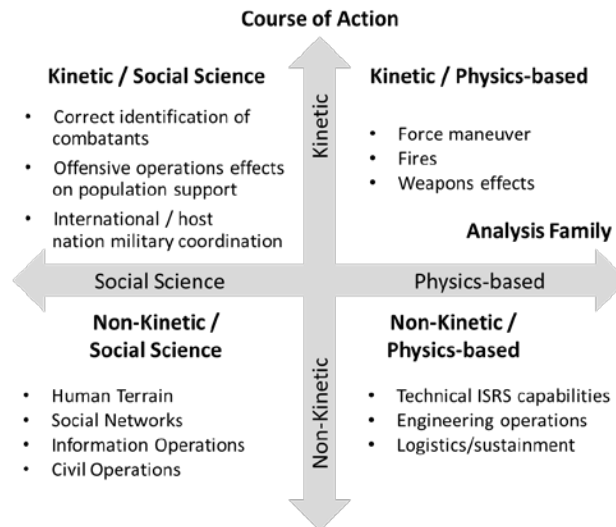 Course of Action
Kinetic / Social Science
• Correct identification of
combatants
• Offensive operations effects
on population support
• International / host
nation military coordination
Kinetic
Kinetic / Physics-based
• Force maneuver
• Fires
• Weapons effects
Analysis Family
Social Science
Physics-based
Non-Kinetic /
Social Science
• Human Terrain
• Social Networks
• Information Operations
• Civil Operations
Non-Kinetic
Non-Kinetic /
Physics-based
• Technical ISRS capabilities
• Engineering operations
• Logistics/sustainment